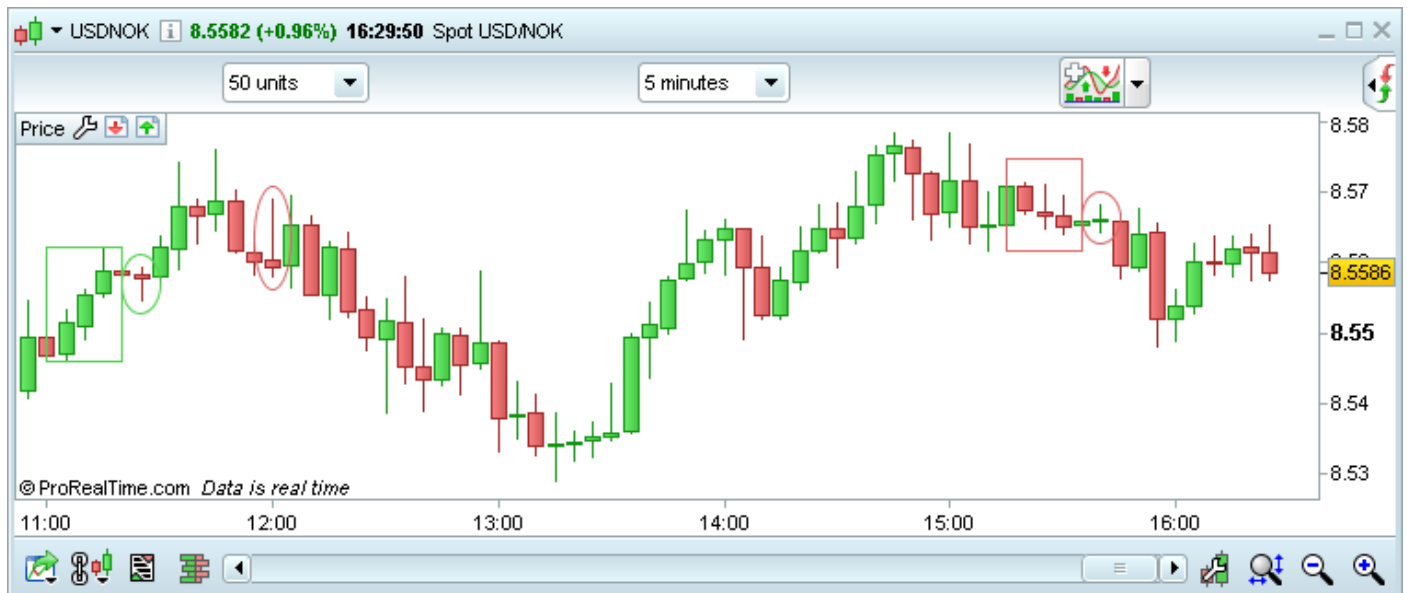 USDNOK 8.5582 (+0.96%) 16:29:50 Spot USD/NOK
50 units 5 minutes
Price
8.58
8.57
8.5586
8.55
8.54
8.53
© ProRealTime.com Data is real time
11:00 12:00 13:00 14:00 15:00 16:00